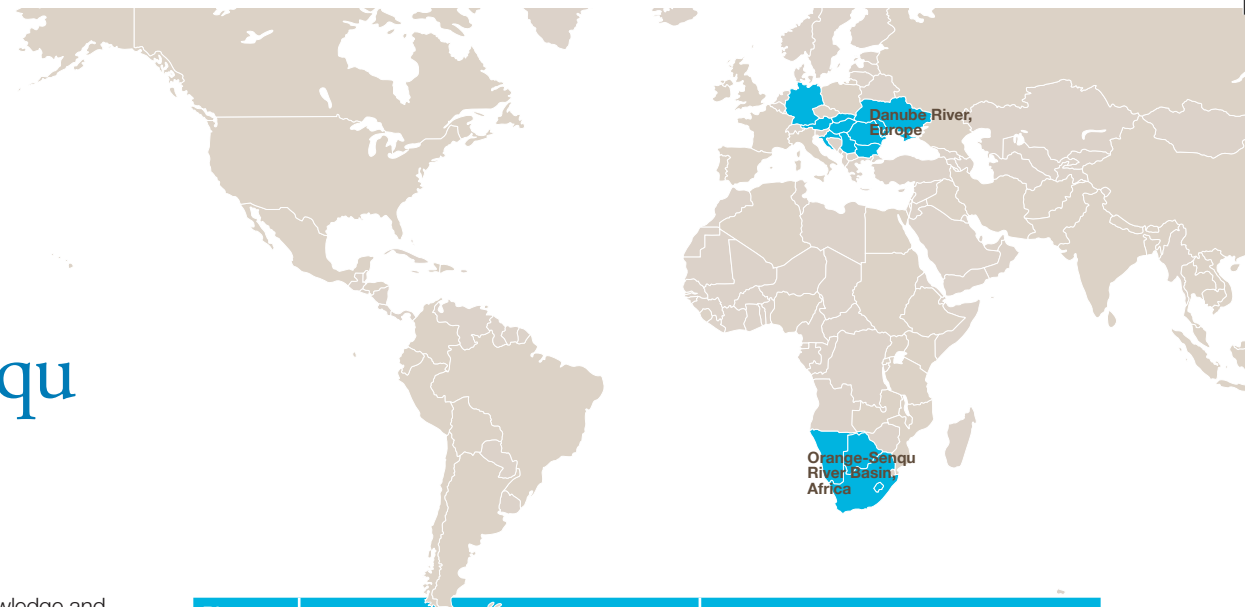 Danube River,
Europe
qu
Orange-Senqu
River Basin,
Africa
wledge and